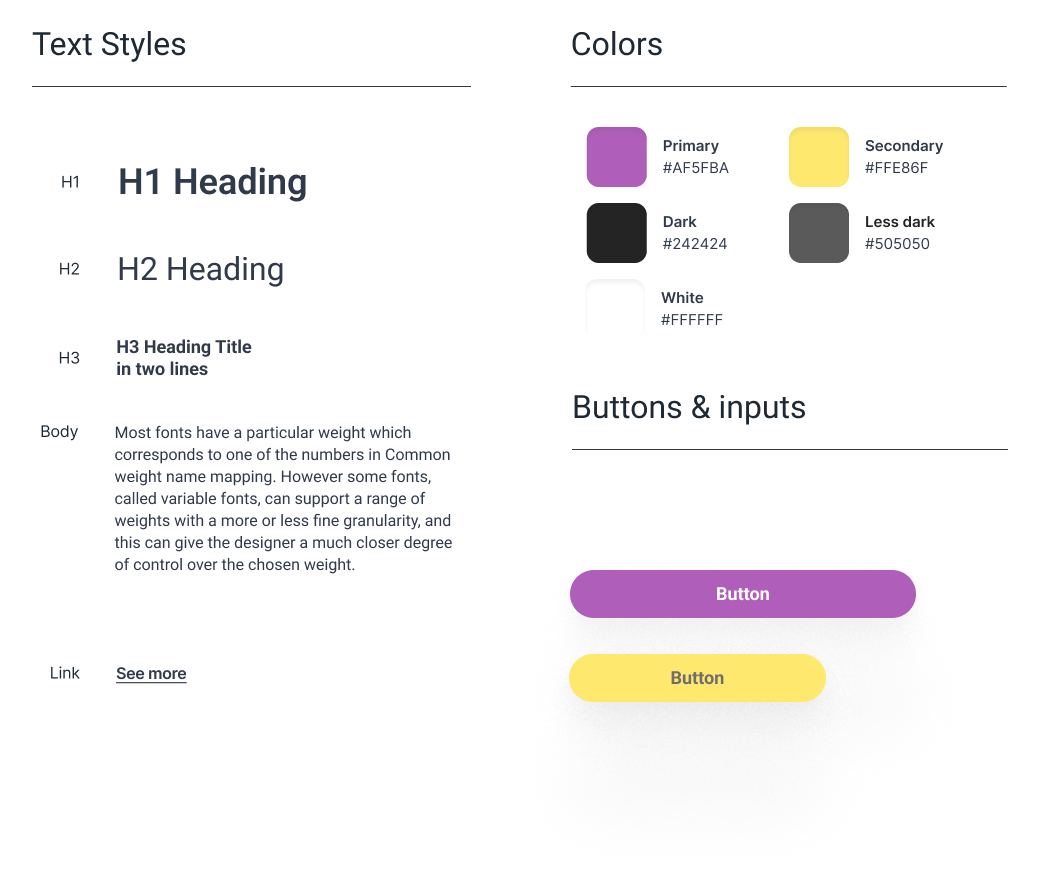 Text Styles
H1 H1 Heading
H2 H2 Heading
H3 H3 Heading Title
in two lines
Body Most fonts have a particular weight which
corresponds to one of the numbers in Common
weight name mapping. However some fonts,
called variable fonts, can support a range of
weights with a more or less fine granularity, and
this can give the designer a much closer degree
of control over the chosen weight.
Link See more
Colors
Primary
#AF5FBA
Secondary
#FFE86F
Dark
#242424
Less dark
#505050
White
#FFFFFF
Buttons & inputs
Button
Button